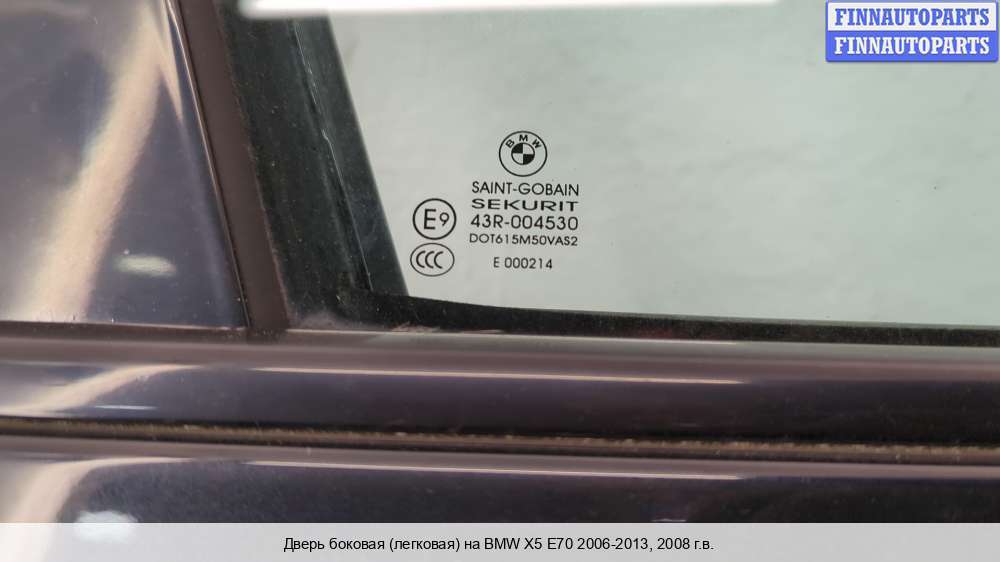 FINNAUTOPARTS
FINNAUTOPARTS
BMW
SAINT-GOBAIN
SEKURIT
E9
43R-004530
DOT615M50VAS2
CCC
E 000214
Дверь боковая (легковая) на BMW X5 E70 2006-2013, 2008 г.в.